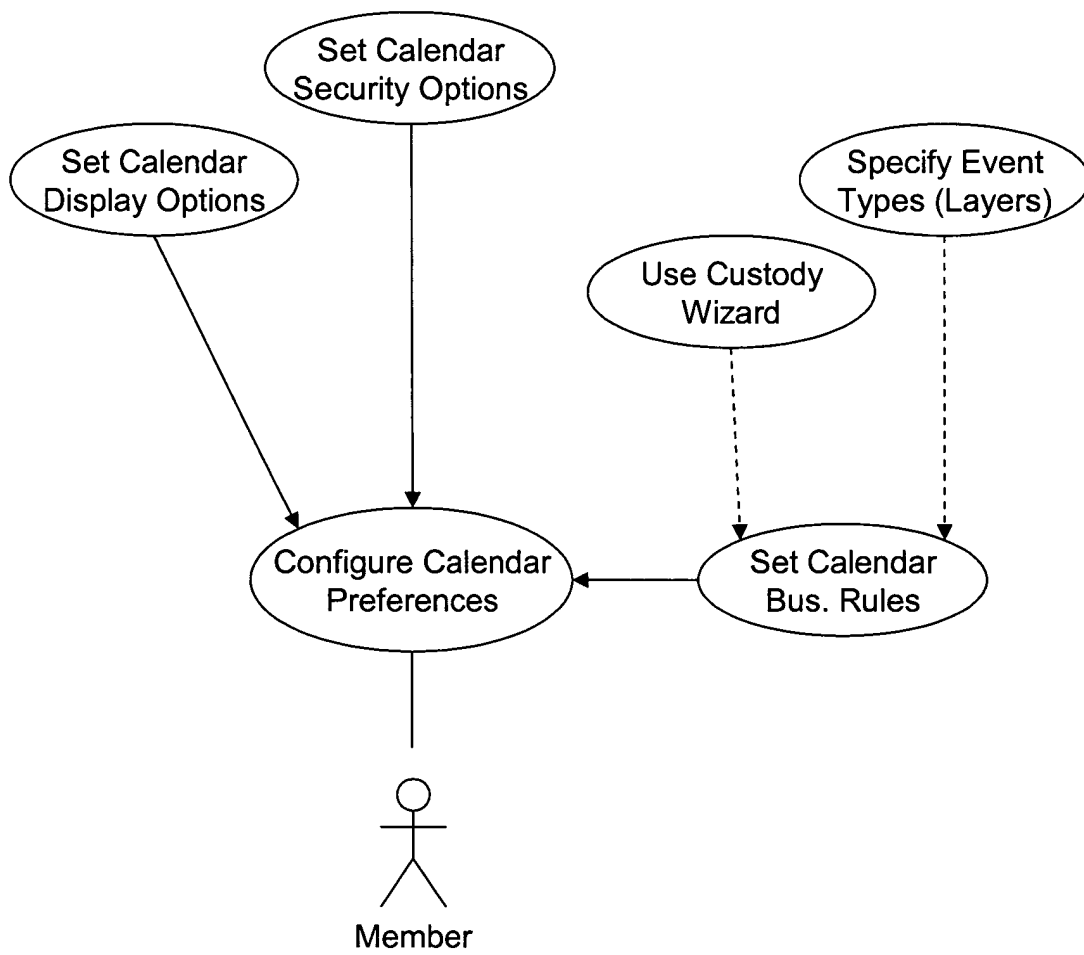 Set Calendar
Security Options
Set Calendar
Display Options
Specify Event
Types (Layers)
Use Custody
Wizard
Configure Calendar
Preferences
Set Calendar
Bus. Rules
Member